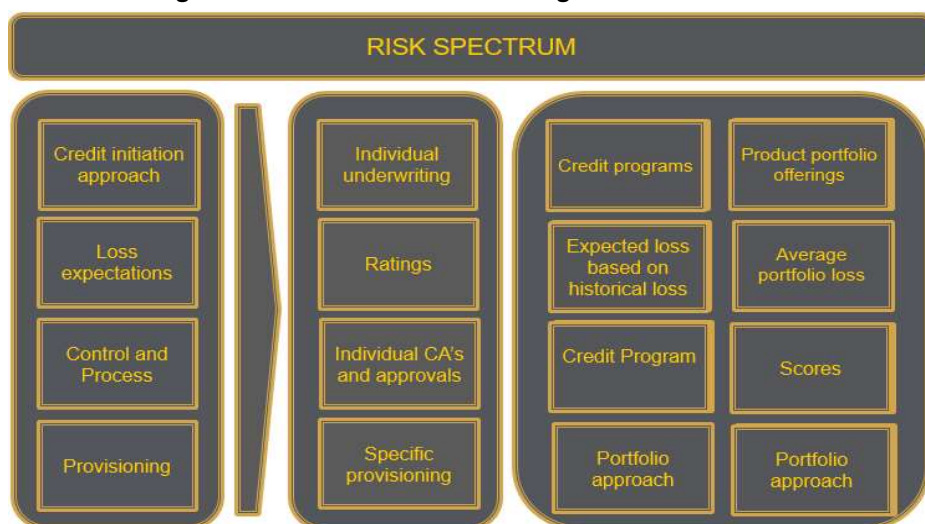 RISK SPECTRUM
Credit initiation
approach
Loss
expectations
Control and
Process
Provisioning
Individual
underwriting
Ratings
Individual CA's
and approvals
Specific
provisioning
Credit programs
Product portfolio
offerings
Expected loss
based on
historical loss
Average
portfolio loss
Credit Program
Scores
Portfolio
approach
Portfolio
approach